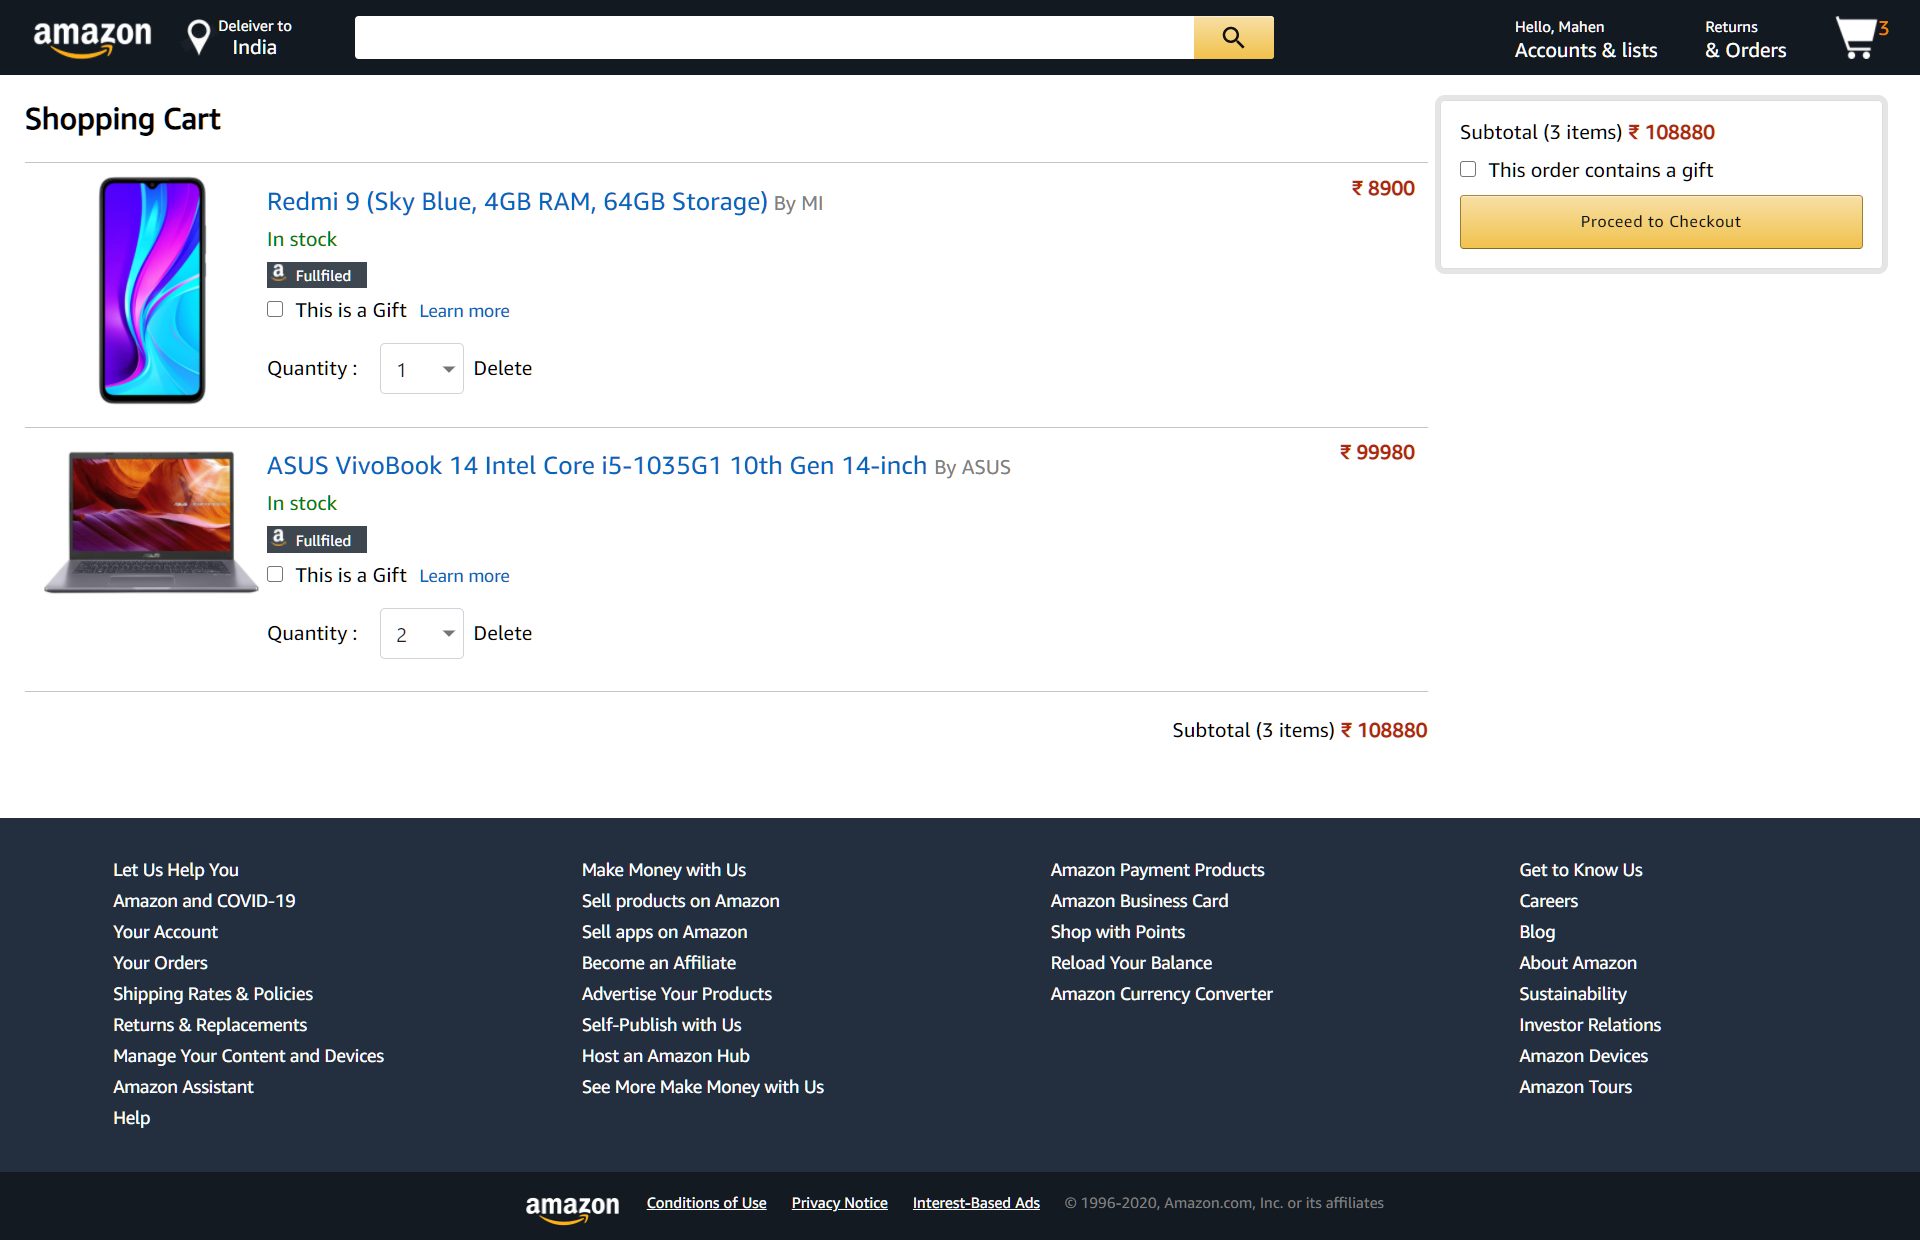 amazon
Deleiver to
India
Hello, Mahen
Accounts & lists
Returns
& Orders
3
Shopping Cart
Redmi 9 (Sky Blue, 4GB RAM, 64GB Storage) By MI
₹ 8900
In stock
a Fullfiled
This is a Gift Learn more
Quantity : 1 Delete
ASUS VivoBook 14 Intel Core i5-1035G1 10th Gen 14-inch By ASUS
₹ 99980
In stock
a Fullfiled
This is a Gift Learn more
Quantity : 2 Delete
Subtotal (3 items) ₹ 108880
Subtotal (3 items) ₹ 108880
This order contains a gift
Proceed to Checkout
Let Us Help You
Amazon and COVID-19
Your Account
Your Orders
Shipping Rates & Policies
Returns & Replacements
Manage Your Content and Devices
Amazon Assistant
Help
Make Money with Us
Sell products on Amazon
Sell apps on Amazon
Become an Affiliate
Advertise Your Products
Self-Publish with Us
Host an Amazon Hub
See More Make Money with Us
Amazon Payment Products
Amazon Business Card
Shop with Points
Reload Your Balance
Amazon Currency Converter
Get to Know Us
Careers
Blog
About Amazon
Sustainability
Investor Relations
Amazon Devices
Amazon Tours
amazon
Conditions of Use Privacy Notice Interest-Based Ads © 1996-2020, Amazon.com, Inc. or its affiliates